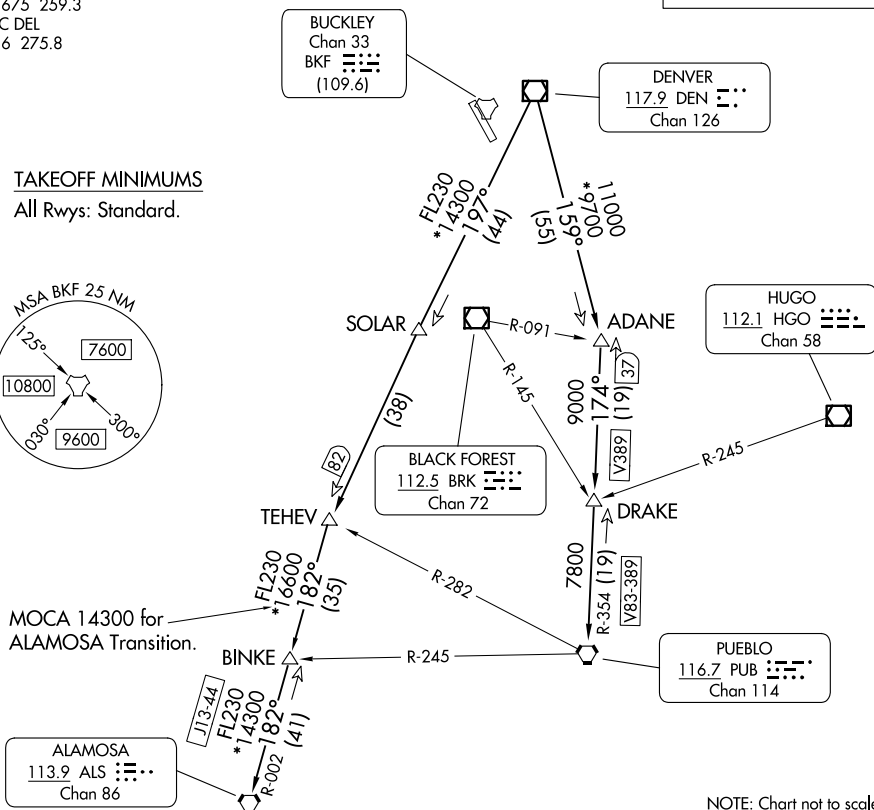 675 259.3
C DEL
6 275.8
BUCKLEY
Chan 33
BKF
(109.6)
DENVER
117.9 DEN
Chan 126
TAKEOFF MINIMUMS
All Rwys: Standard.
FL230
*14300
197°
(44)
11000
*9700
159°
(55)
MSA BKF 25 NM
125°
7600
10800
030°
9600
300°
SOLAR
R-091
ADANE
HUGO
112.1 HGO
Chan 58
R-145
37
9000
174°
(19)
(38)
V389
R-245
BLACK FOREST
112.5 BRK
Chan 72
82
TEHEV
DRAKE
FL230
*16600
182°
(35)
R-282
7800
R-354 (19)
V83-389
MOCA 14300 for
ALAMOSA Transition.
BINKE
R-245
PUEBLO
116.7 PUB
Chan 114
J13-44
FL230
*14300
182°
(41)
R-002
ALAMOSA
113.9 ALS
Chan 86
NOTE: Chart not to scale